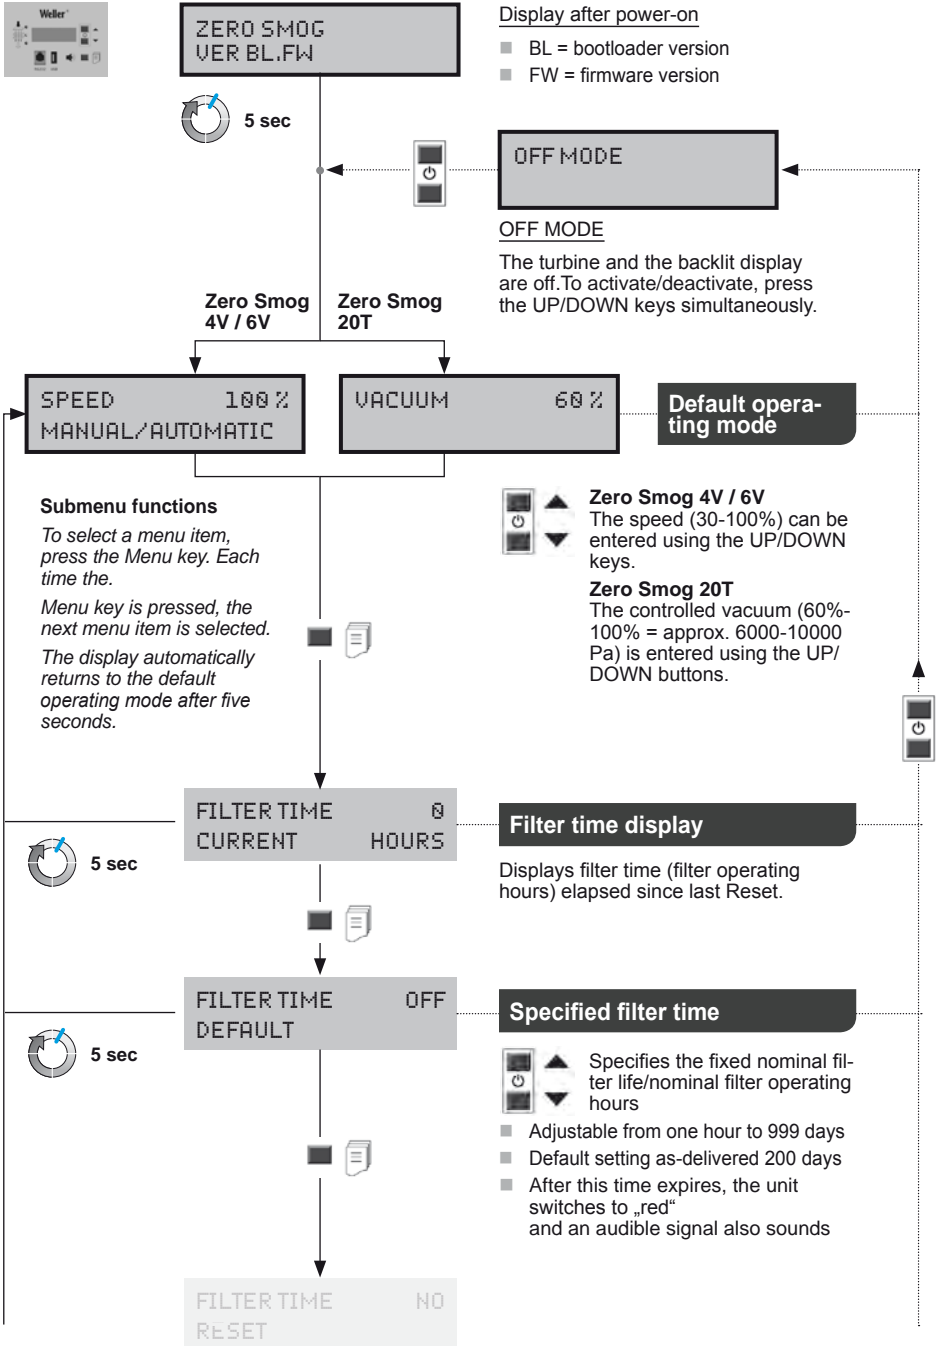 Weller
ZERO SMOG
VER BL.FW
Display after power-on
BL = bootloader version
FW = firmware version
5 sec
OFF MODE
OFF MODE
The turbine and the backlit display
are off.To activate/deactivate, press
the UP/DOWN keys simultaneously.
Zero Smog
4V / 6V
Zero Smog
20T
SPEED 100 %
MANUAL/AUTOMATIC
VACUUM 60 %
Default opera-
ting mode
Submenu functions
To select a menu item,
press the Menu key. Each
time the.
Menu key is pressed, the
next menu item is selected.
The display automatically
returns to the default
operating mode after five
seconds.
Zero Smog 4V / 6V
The speed (30-100%) can be
entered using the UP/DOWN
keys.
Zero Smog 20T
The controlled vacuum (60%-
100% = approx. 6000-10000
Pa) is entered using the UP/
DOWN buttons.
FILTER TIME 0
CURRENT HOURS
5 sec
Filter time display
Displays filter time (filter operating
hours) elapsed since last Reset.
FILTER TIME OFF
DEFAULT
5 sec
Specified filter time
Specifies the fixed nominal fil-
ter life/nominal filter operating
hours
Adjustable from one hour to 999 days
Default setting as-delivered 200 days
After this time expires, the unit
switches to „red“
and an audible signal also sounds
FILTER TIME NO
RESET